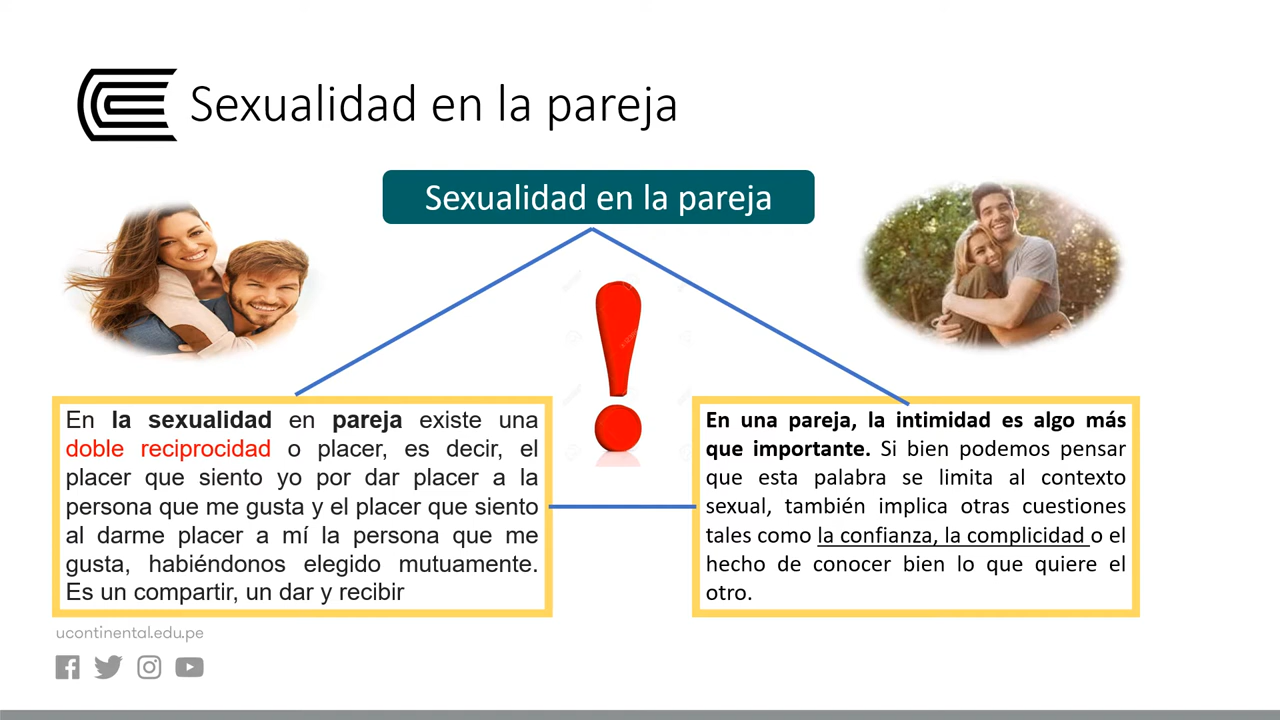 Sexualidad en la pareja
Sexualidad en la pareja
En la sexualidad en pareja existe una
doble reciprocidad o placer, es decir, el
placer que siento yo por dar placer a la
persona que me gusta y el placer que siento
al darme placer a mí la persona que me
gusta, habiéndonos elegido mutuamente.
Es un compartir, un dar y recibir
En una pareja, la intimidad es algo más
que importante. Si bien podemos pensar
que esta palabra se limita al contexto
sexual, también implica otras cuestiones
tales como la confianza, la complicidad o el
hecho de conocer bien lo que quiere el
otro.
ucontinental.edu.pe